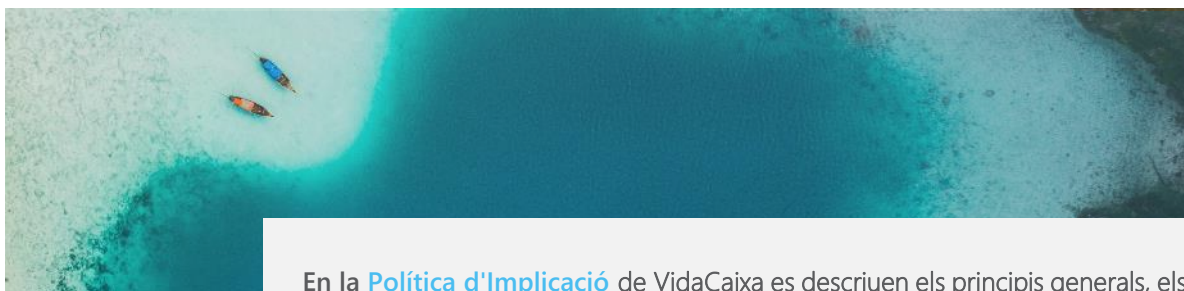 En la Política d'Implicació de VidaCaixa es descriuen els principis generals, els